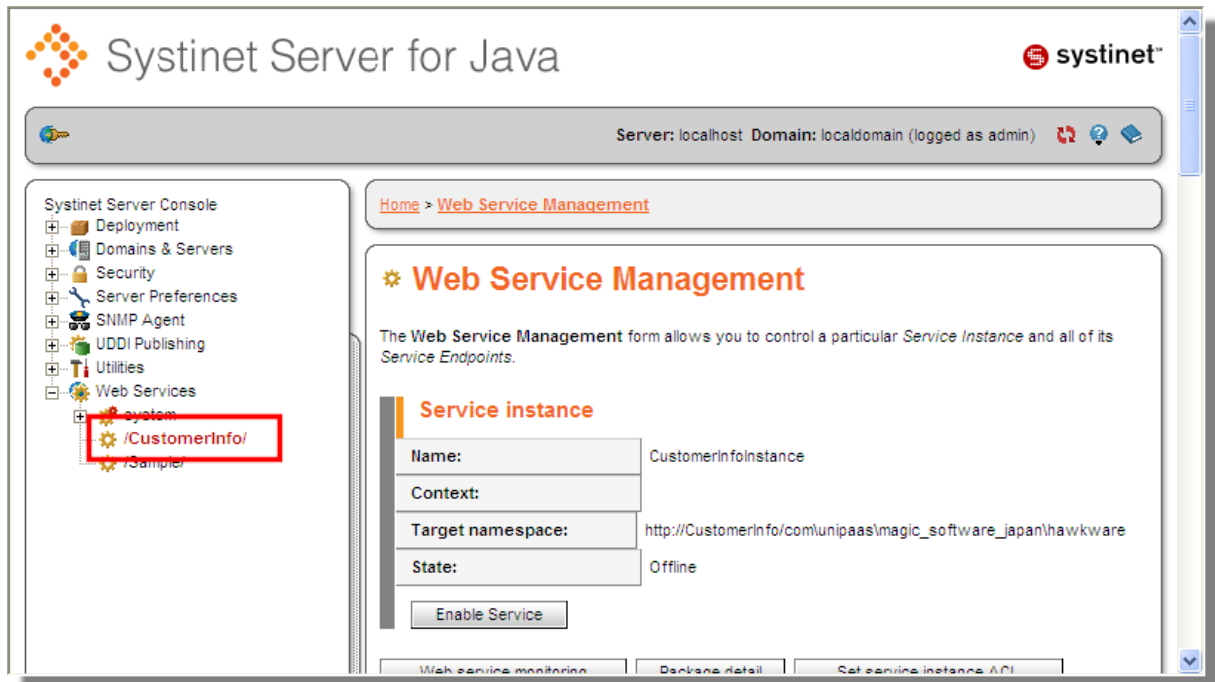 Systinet Server for Java
systinet™
Server: localhost Domain: localdomain (logged as admin)
Systinet Server Console
Deployment
Domains & Servers
Security
Server Preferences
SNMP Agent
UDDI Publishing
Utilities
Web Services
system
/CustomerInfo/
/Sample/
Home > Web Service Management
Web Service Management
The Web Service Management form allows you to control a particular Service Instance and all of its
Service Endpoints.
Service instance
Name: CustomerInfoInstance
Context:
Target namespace: http://CustomerInfo/com\unipaas\magic_software_japan\hawkware
State: Offline
Enable Service
Web service monitoring Package detail Set service instance ACL